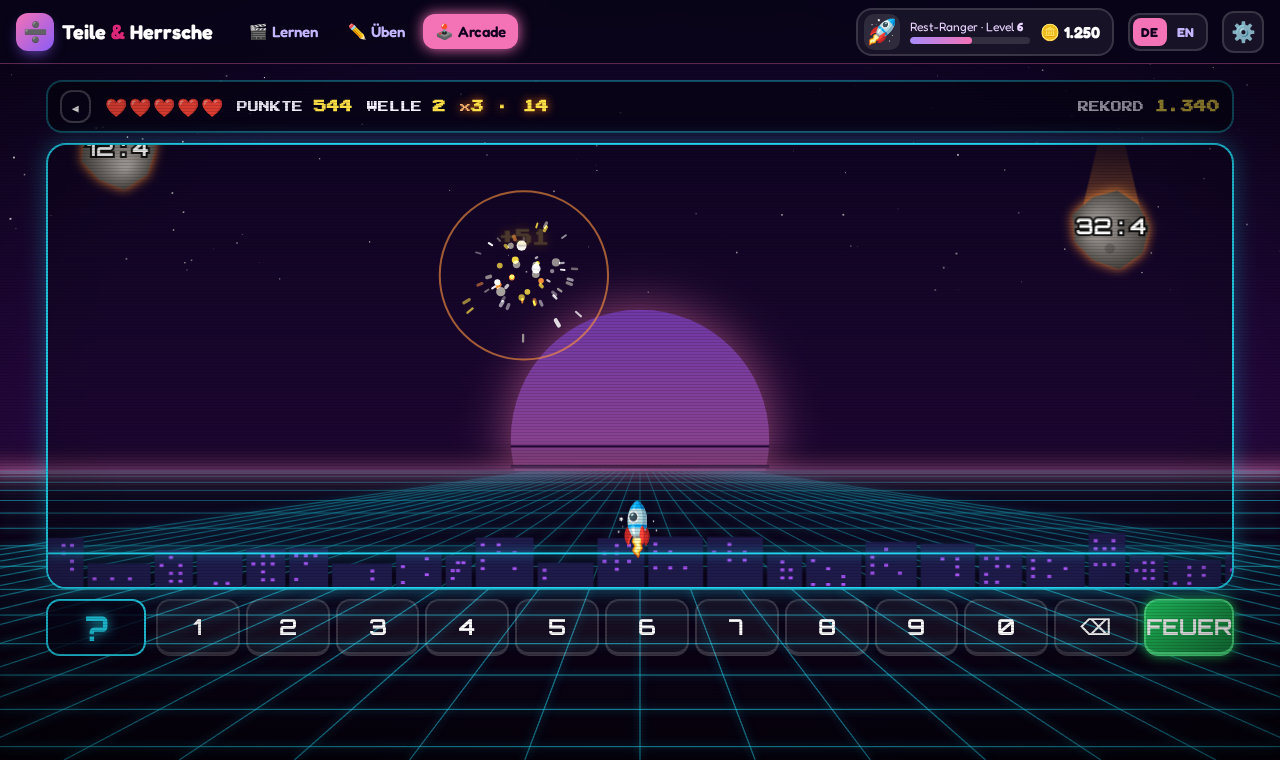 Teile & Herrsche
Lernen
Üben
Arcade
Rest-Ranger · Level 6
1.250
DE EN
PUNKTE 544 WELLE 2 x3 · 14
REKORD 1.340
12:4
+51
32:4
? 1 2 3 4 5 6 7 8 9 0 ⌫ FEUER